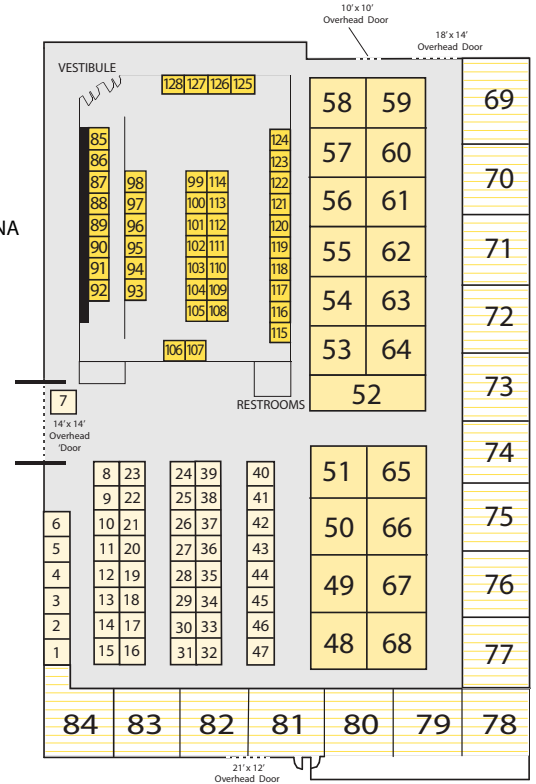 10' x 10'
Overhead Door
18' x 14'
Overhead Door
VESTIBULE
128 127 126 125
58 59
69
85
124
86
123
57 60
87 98 99 114 122
70
88 97 100 113 121
56 61
89 96 101 112 120
NA
90 95 102 111 119
55 62
71
91 94 103 110 118
92 93 104 109 117
54 63
72
105 108 116
115
53 64
106 107
73
52
7
RESTROOMS
14' x 14'
Overhead
'Door
74
8 23 24 39 40
51 65
9 22 25 38 41
6 10 21 26 37 42
50 66
75
5 11 20 27 36 43
4 12 19 28 35 44
49 67
76
3 13 18 29 34 45
2 14 17 30 33 46
48 68
77
1 15 16 31 32 47
84 83 82 81 80 79 78
21' x 12'
Overhead Door